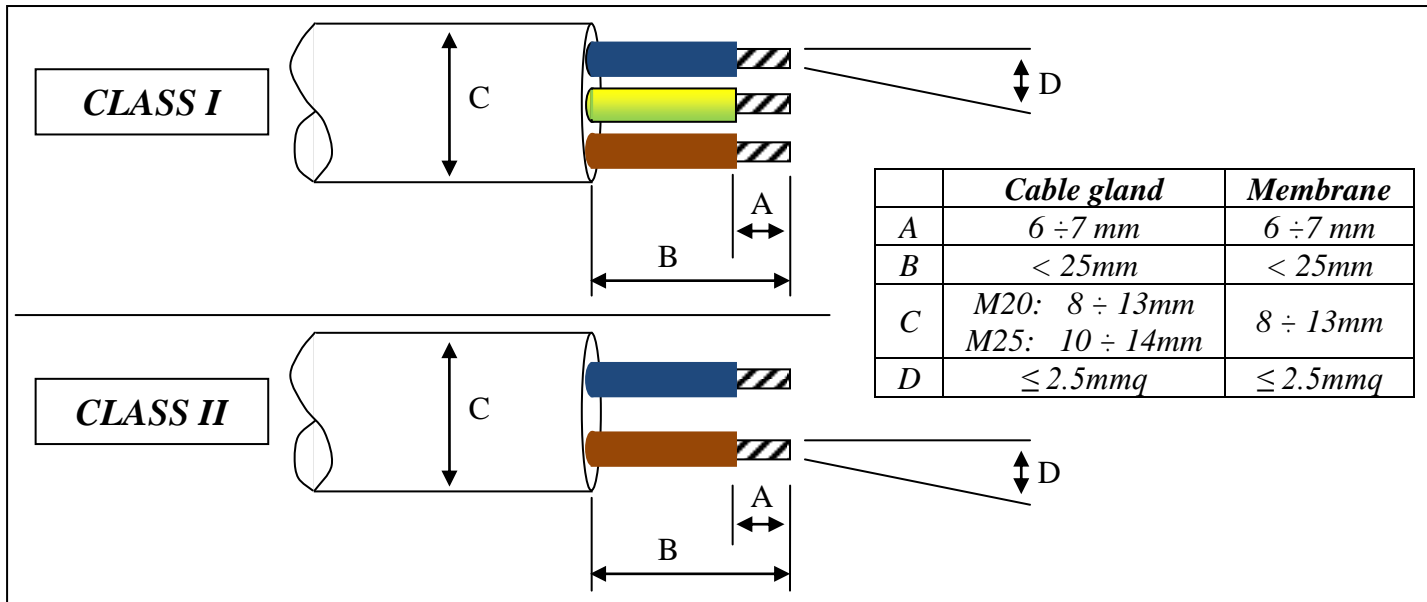 CLASS I
C
D
A
B
Cable gland Membrane
A 6 ÷7 mm 6 ÷7 mm
B < 25mm < 25mm
C M20: 8 ÷ 13mm 8 ÷ 13mm
M25: 10 ÷ 14mm
D ≤ 2.5mmq ≤ 2.5mmq
CLASS II
C
D
A
B